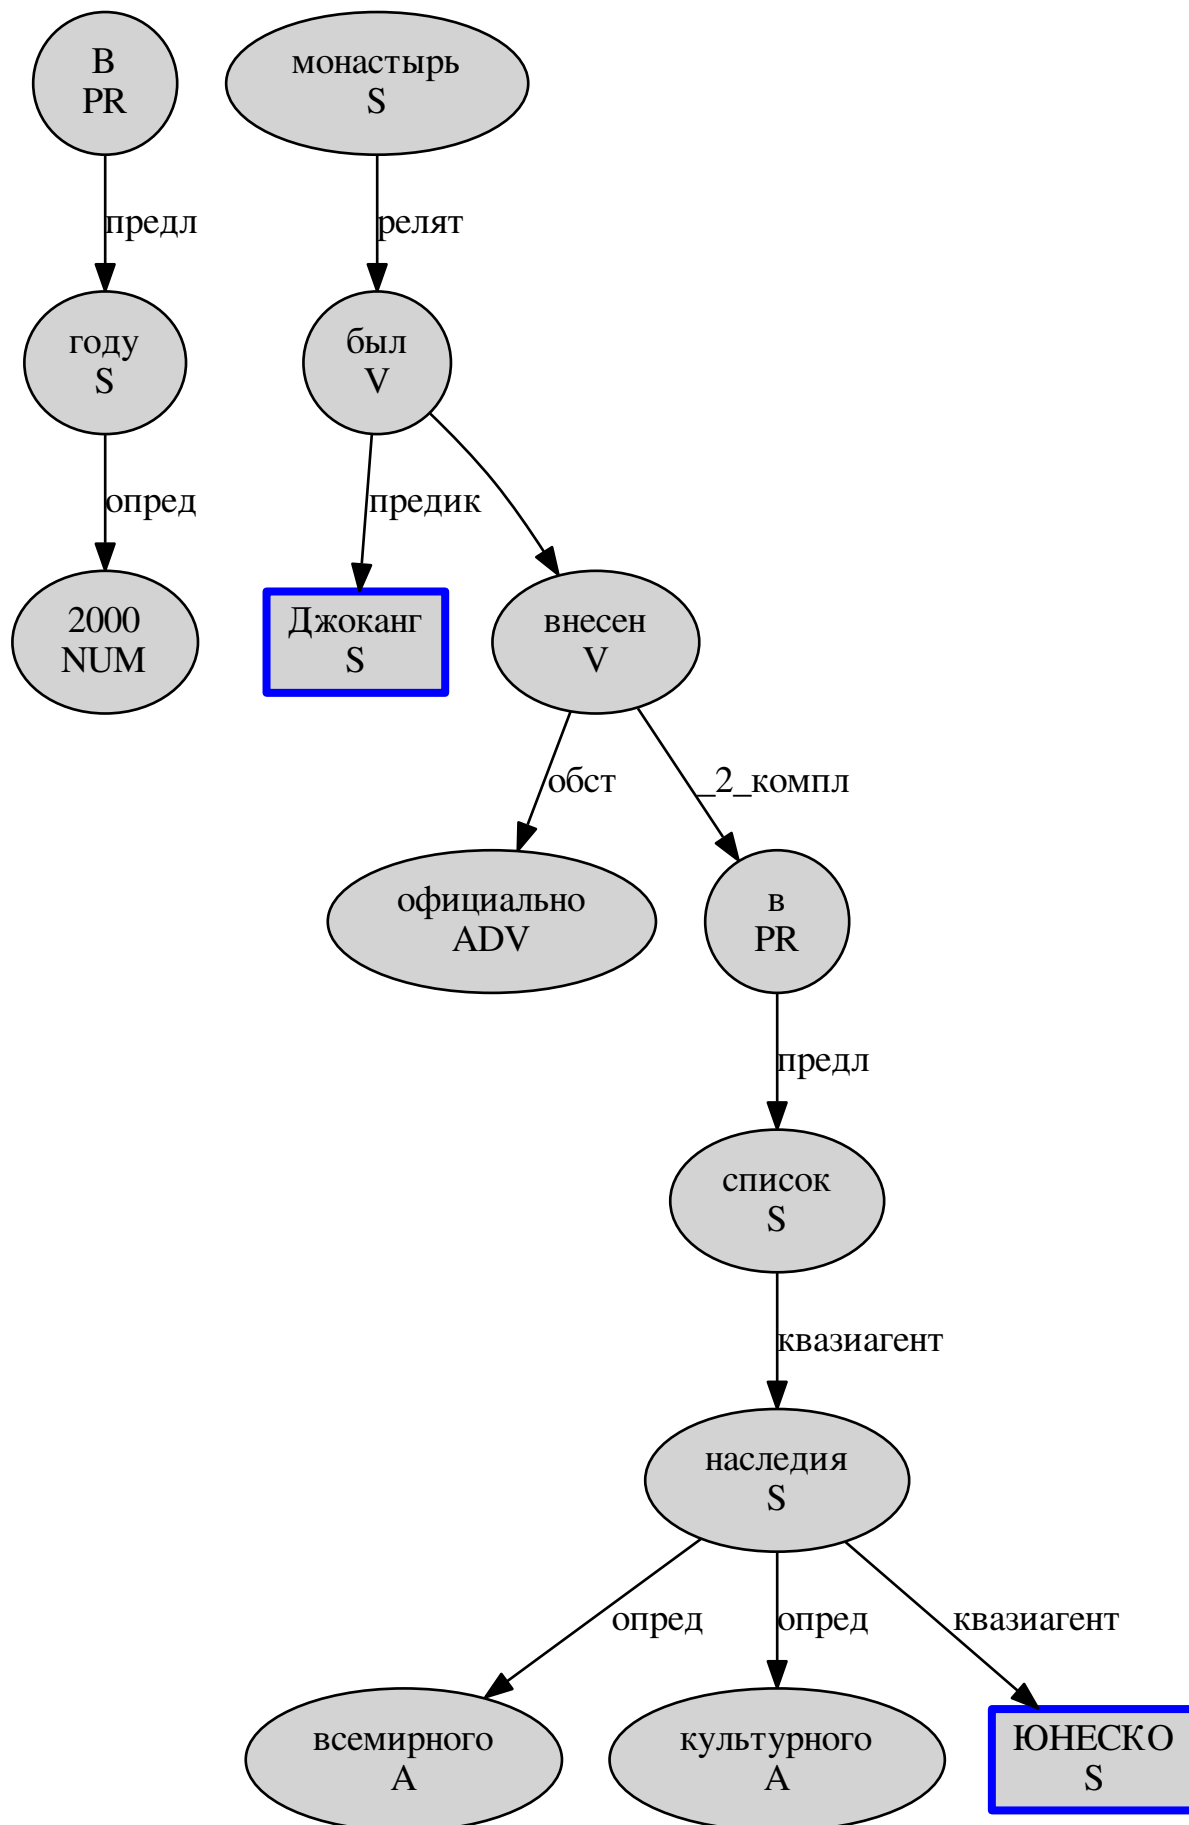 В
PR
монастырь
S
предл
релят
году
S
был
V
опред
предик
2000
NUM
Джоканг
S
внесен
V
обст
_2_компл
официально
ADV
в
PR
предл
список
S
квазиагент
наследия
S
опред
опред
квазиагент
всемирного
A
культурного
A
ЮНЕСКО
S